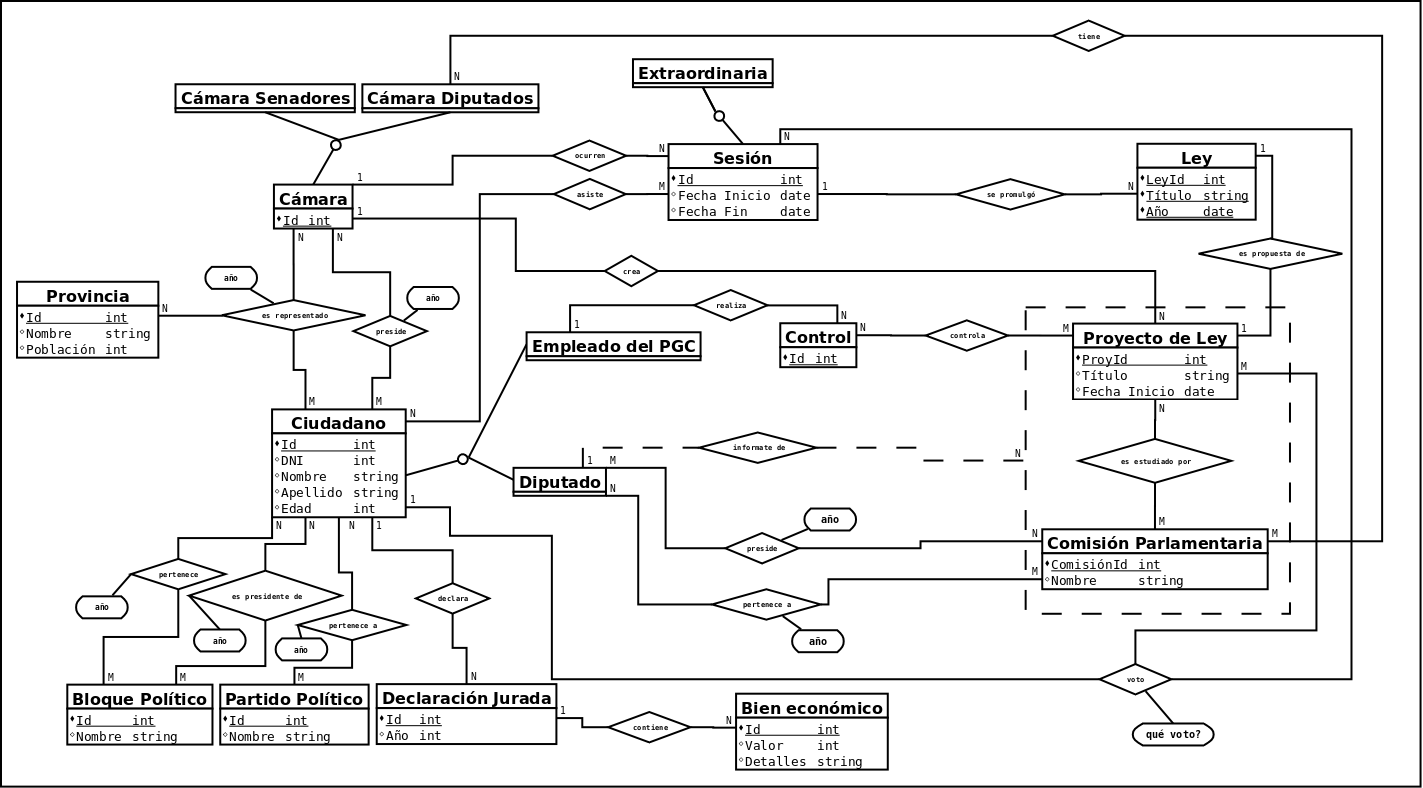 tiene
N
Extraordinaria
Cámara Senadores
Cámara Diputados
N
ocurren
N
Sesión
Id int
Fecha Inicio date
Fecha Fin date
1
asiste
M
1
se promulgó
N
Ley
LeyId int
Título string
Año date
1
Cámara
Id int
1
N
N
crea
es propuesta de
año
año
Provincia
Id int
Nombre string
Población int
N
es representado
preside
realiza
1
N
Empleado del PGC
Control
Id int
N
controla
M
N
Proyecto de Ley
ProyId int
Título string
Fecha Inicio date
1
M
N
M
M
N
Ciudadano
Id int
DNI int
Nombre string
Apellido string
Edad int
1
informate de
N
1
M
Diputado
N
es estudiado por
M
N
N
N
1
año
preside
N
Comisión Parlamentaria
ComisiónId int
Nombre string
M
M
pertenece
año
es presidente de
año
pertenece a
año
declara
pertenece a
año
M
M
M
N
voto
qué voto?
Bloque Político
Id int
Nombre string
Partido Político
Id int
Nombre string
Declaración Jurada
Id int
Año int
1
contiene
N
Bien económico
Id int
Valor int
Detalles string